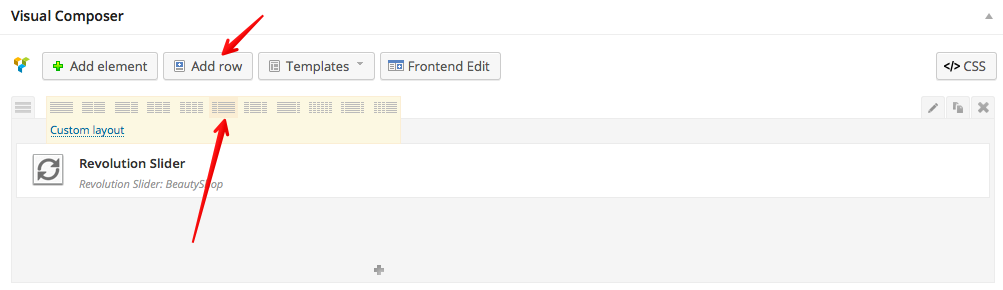 Visual Composer
Add element Add row Templates Frontend Edit </> CSS
Custom layout
Revolution Slider
Revolution Slider: BeautyShop